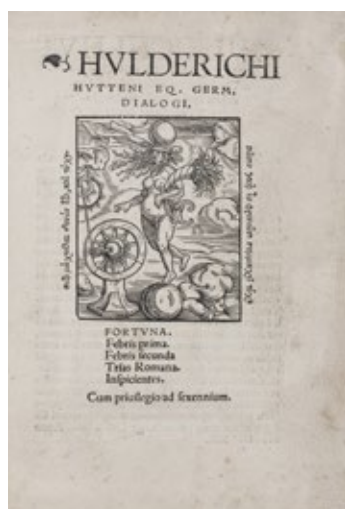 HVLDERICHI
HVTTENI EQ. GERM.
DIALOGI.
FORTVNA.
Febris prima.
Febris secunda
Trias Romana.
Inspicientes.
Cum priuilegio ad sexennium.